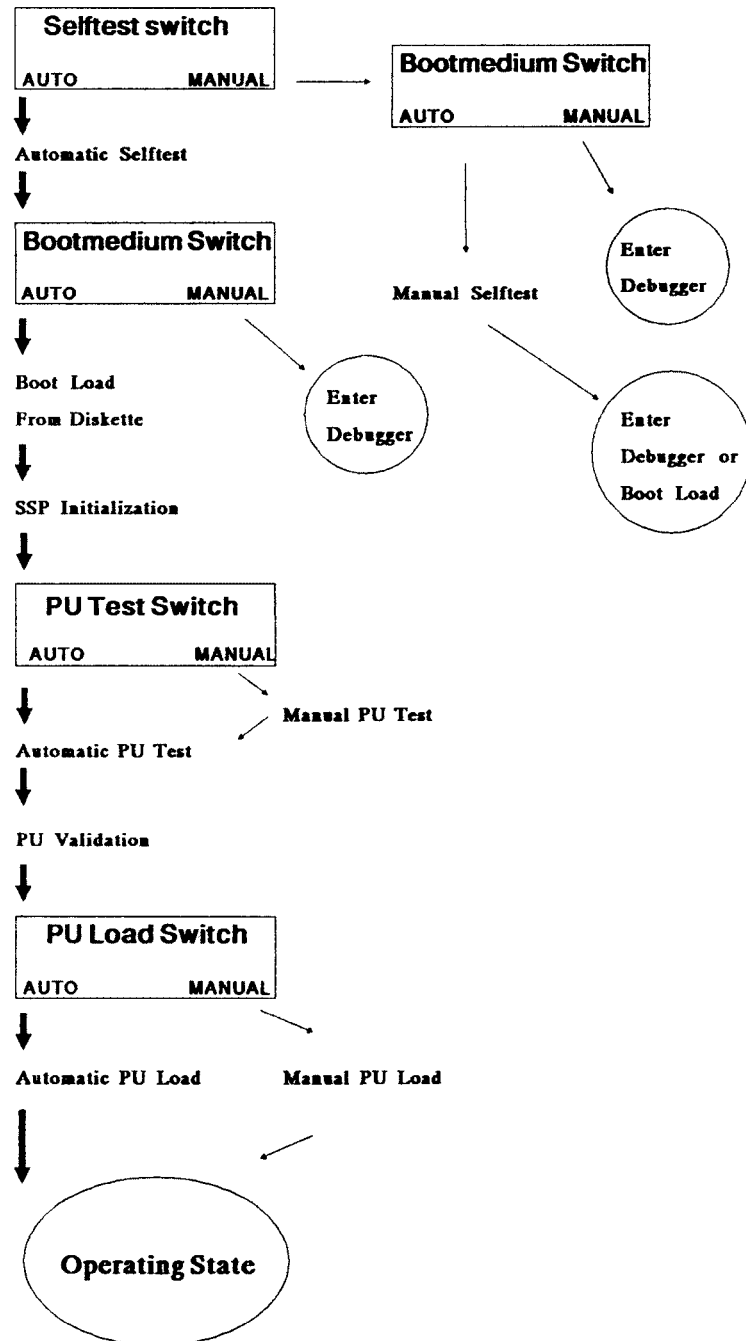 Selftest switch
AUTO MANUAL
Bootmedium Switch
AUTO MANUAL
Automatic Selftest
Bootmedium Switch
AUTO MANUAL
Enter
Debugger
Manual Selftest
Boot Load
From Diskette
Enter
Debugger
Enter
Debugger or
Boot Load
SSP Initialization
PU Test Switch
AUTO MANUAL
Manual PU Test
Automatic PU Test
PU Validation
PU Load Switch
AUTO MANUAL
Automatic PU Load
Manual PU Load
Operating State